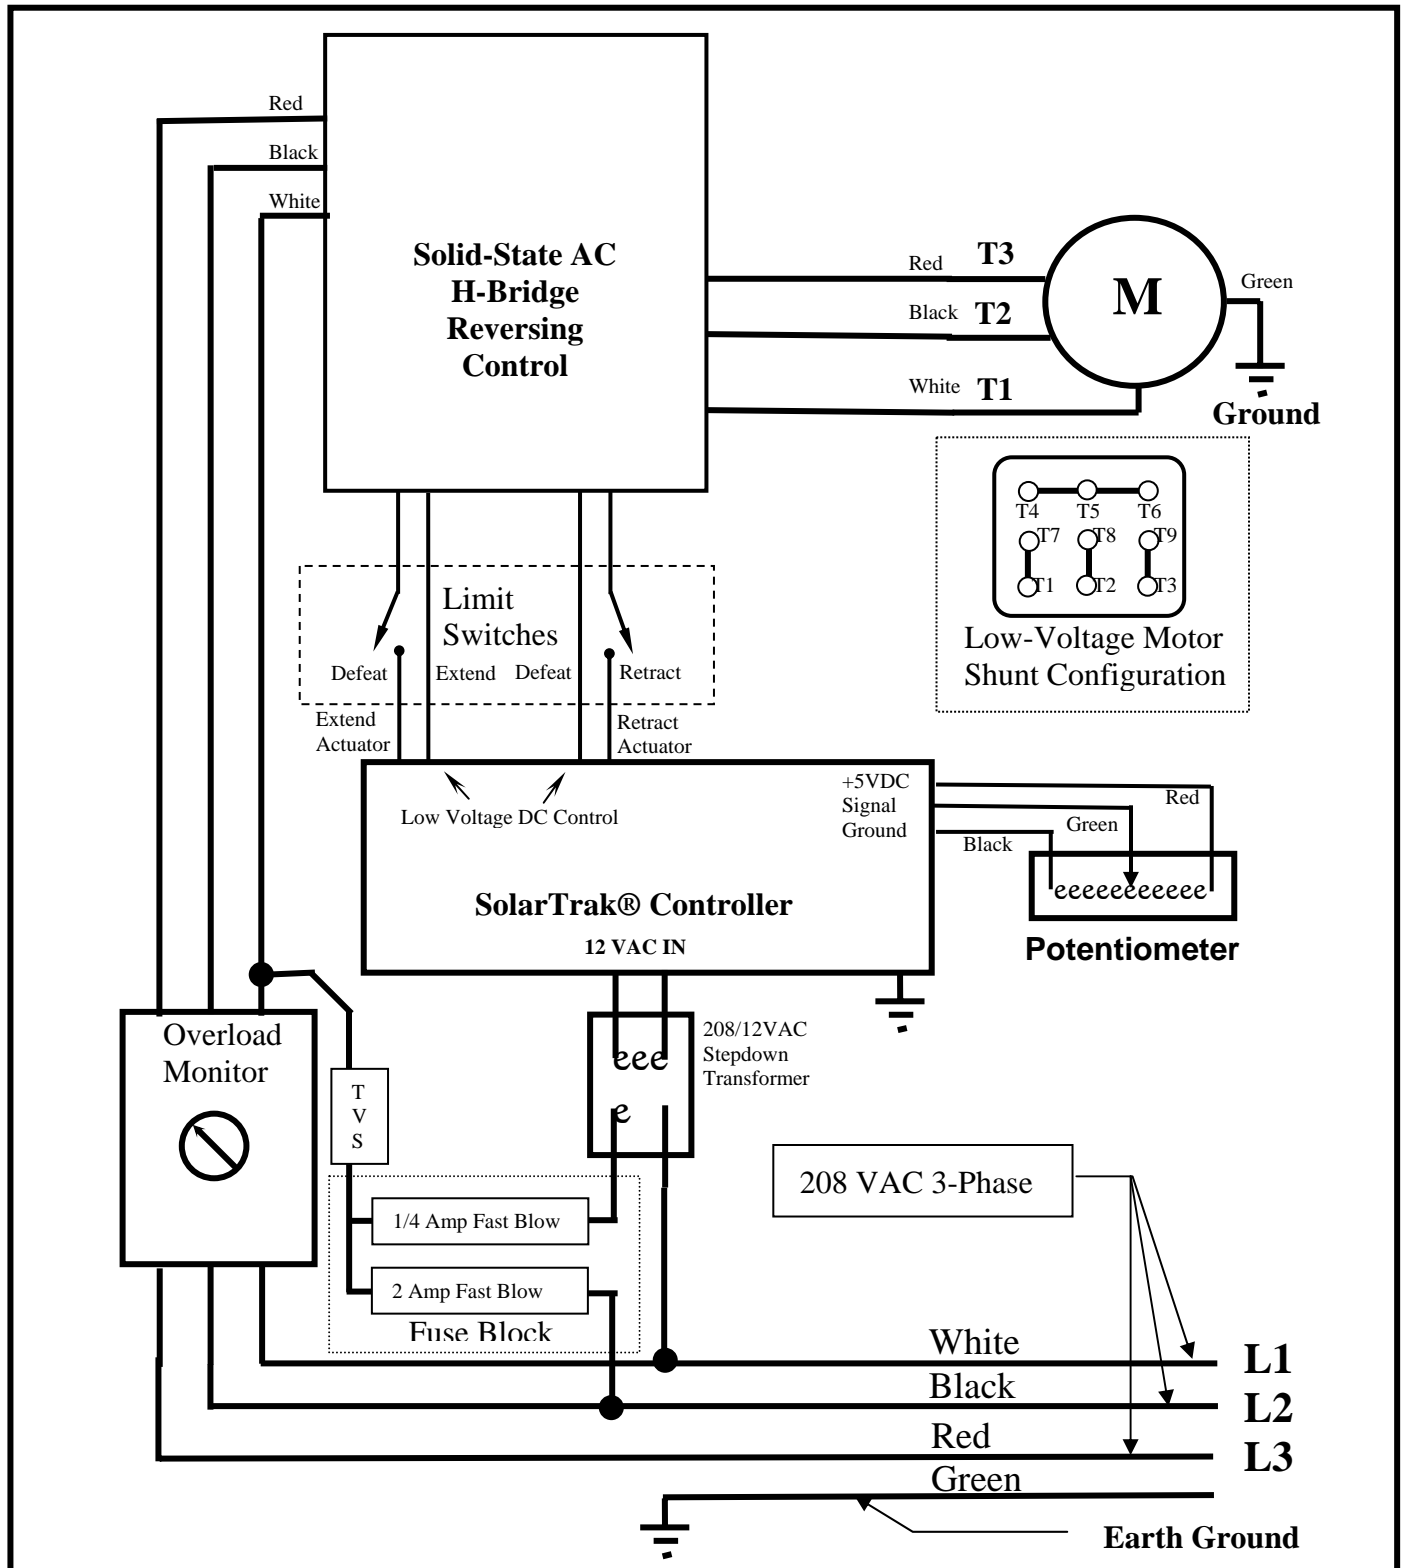 Red
Black
White
Solid-State AC
H-Bridge
Reversing
Control
Red T3
Black T2
White T1
M
Green
Ground
T4 T5 T6
T7 T8 T9
T1 T2 T3
Low-Voltage Motor
Shunt Configuration
Limit
Switches
Defeat Extend Defeat Retract
Extend
Actuator
Retract
Actuator
Low Voltage DC Control
+5VDC
Signal
Ground
Red
Green
Black
eeeeeeeeeee
Potentiometer
SolarTrak® Controller
12 VAC IN
Overload
Monitor
T
V
S
eee
e
208/12VAC
Stepdown
Transformer
208 VAC 3-Phase
1/4 Amp Fast Blow
2 Amp Fast Blow
Fuse Block
White L1
Black L2
Red L3
Green
Earth Ground